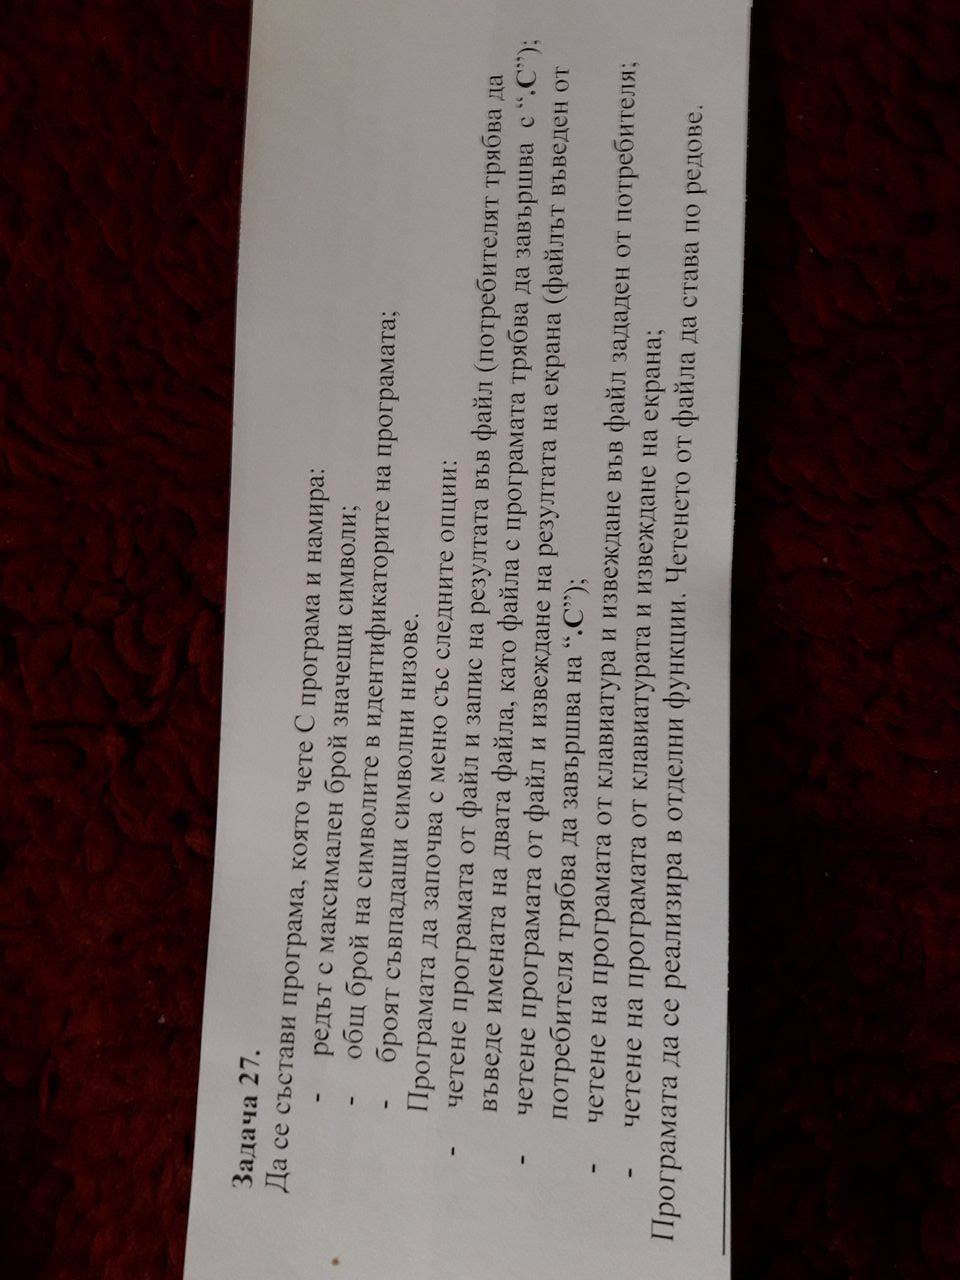 Задача 27.
Да се състави програма, която чете С програма и намира:
- редът с максимален брой значещи символи;
- общ брой на символите в идентификаторите на програмата;
- броят съвпадащи символни низове.
Програмата да започва с меню със следните опции:
- четене програмата от файл и запис на резултата във файл (потребителят трябва да
въведе имената на двата файла, като файла с програмата трябва да завършва с “.C”);
- четене програмата от файл и извеждане на резултата на екрана (файлът въведен от
потребителя трябва да завършва на “.C”);
- четене на програмата от клавиатура и извеждане във файл зададен от потребителя;
- четене на програмата от клавиатурата и извеждане на екрана;
Програмата да се реализира в отделни функции. Четенето от файла да става по редове.